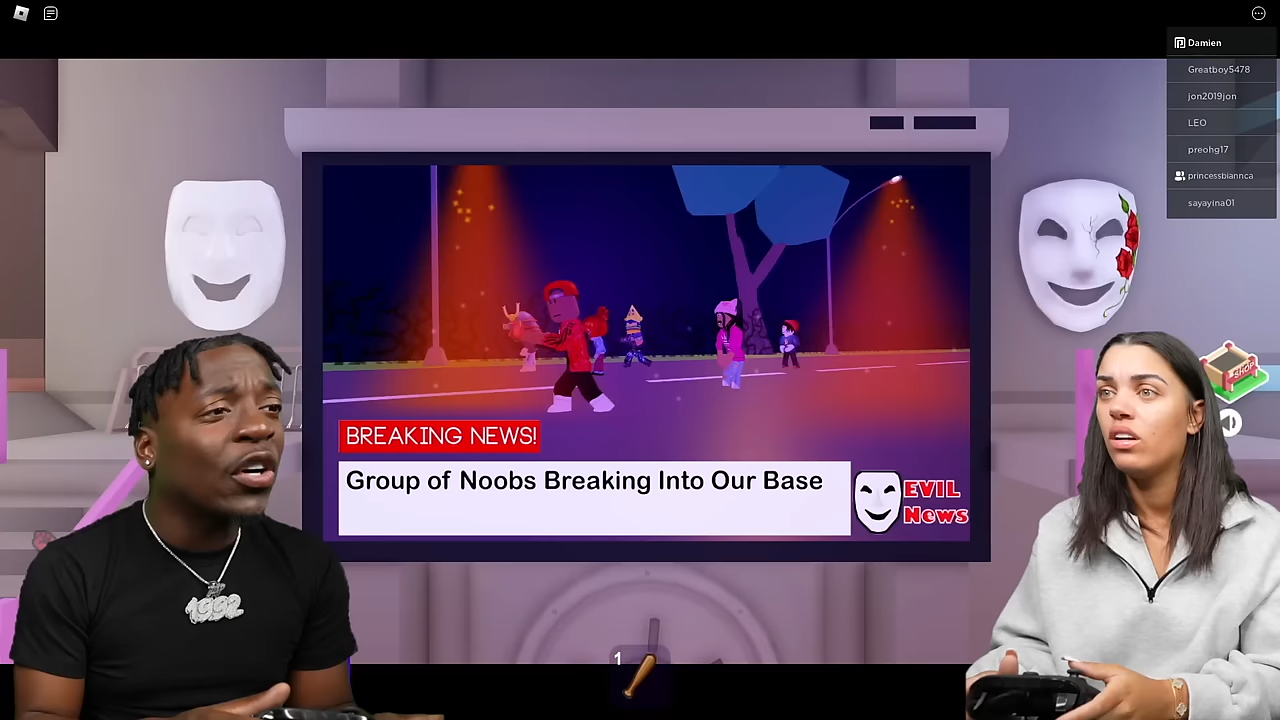 Damien
Greatboy5478
jon2019jon
LEO
preohg17
princessbiannca
sayayina01
SHOP
BREAKING NEWS!
Group of Noobs Breaking Into Our Base
EVIL
News
1992
1